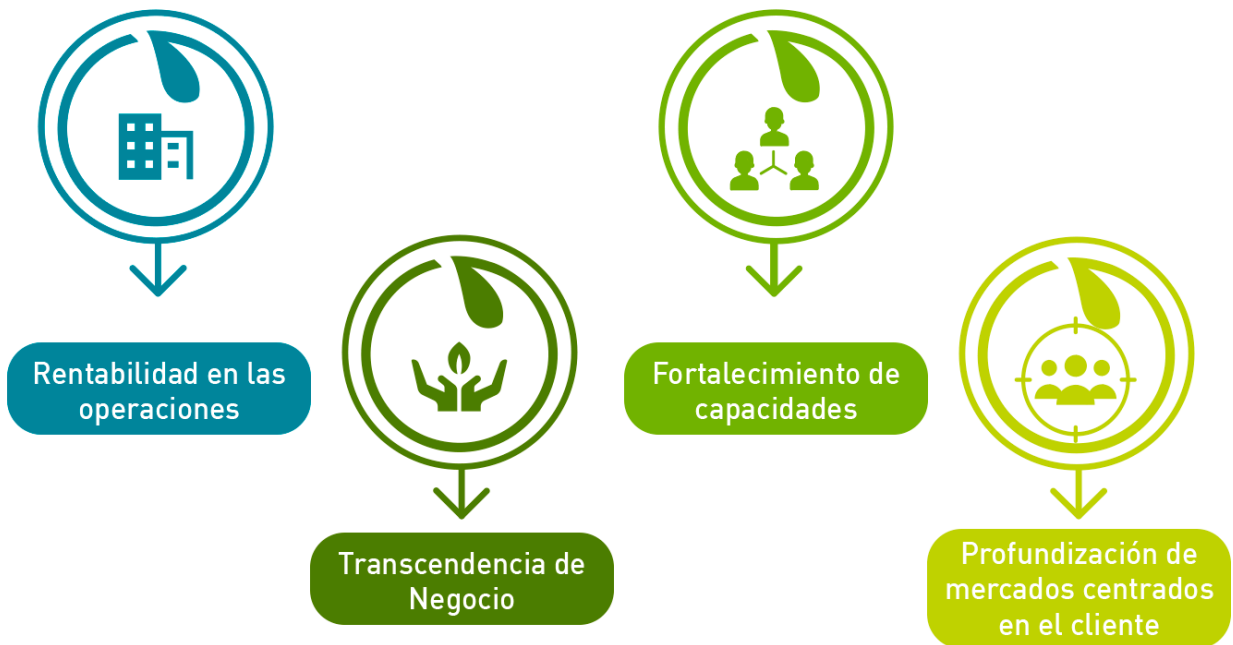 Rentabilidad en las
operaciones
Transcendencia de
Negocio
Fortalecimiento de
capacidades
Profundización de
mercados centrados
en el cliente